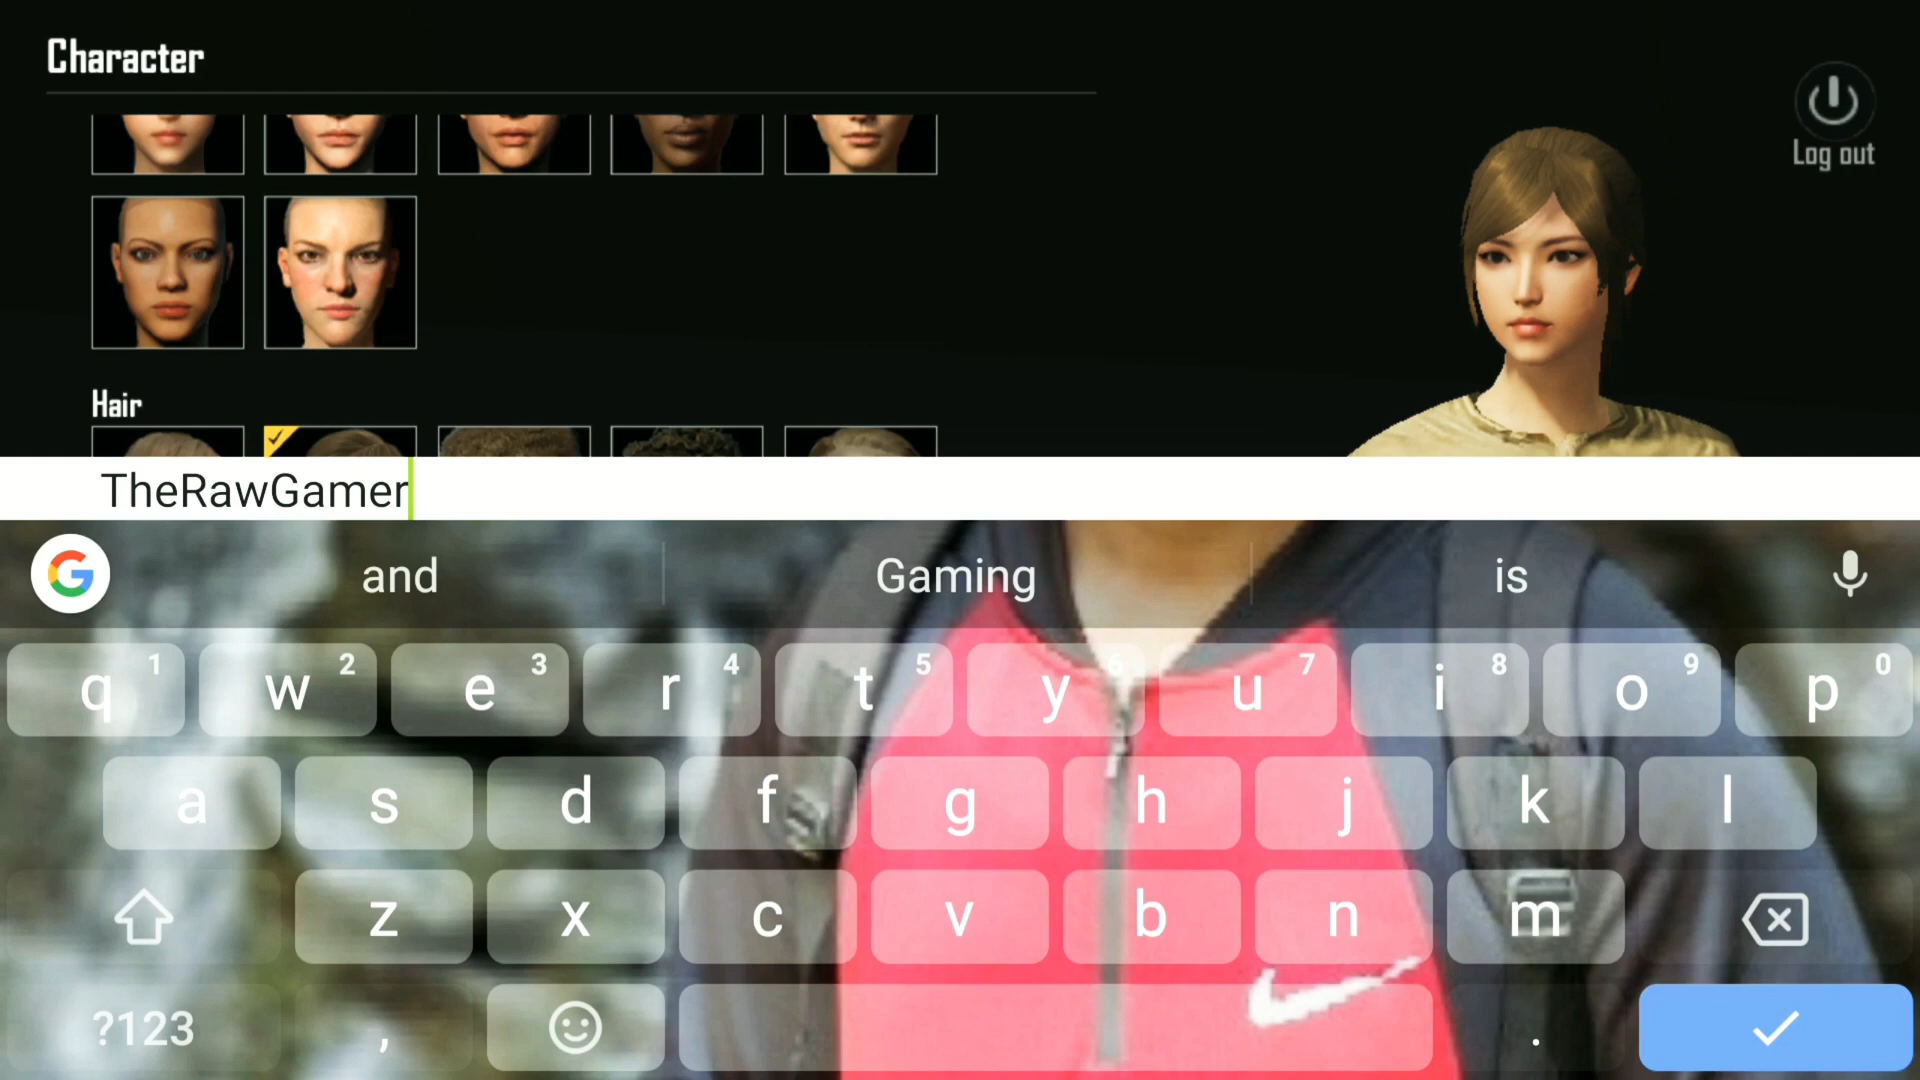 Character
Log out
Hair
TheRawGamer
G and Gaming is
q 1 w 2 e 3 r 4 t 5 y 6 u 7 i 8 o 9 p 0
a s d f g h j k l
z x c v b n m
?123 , .